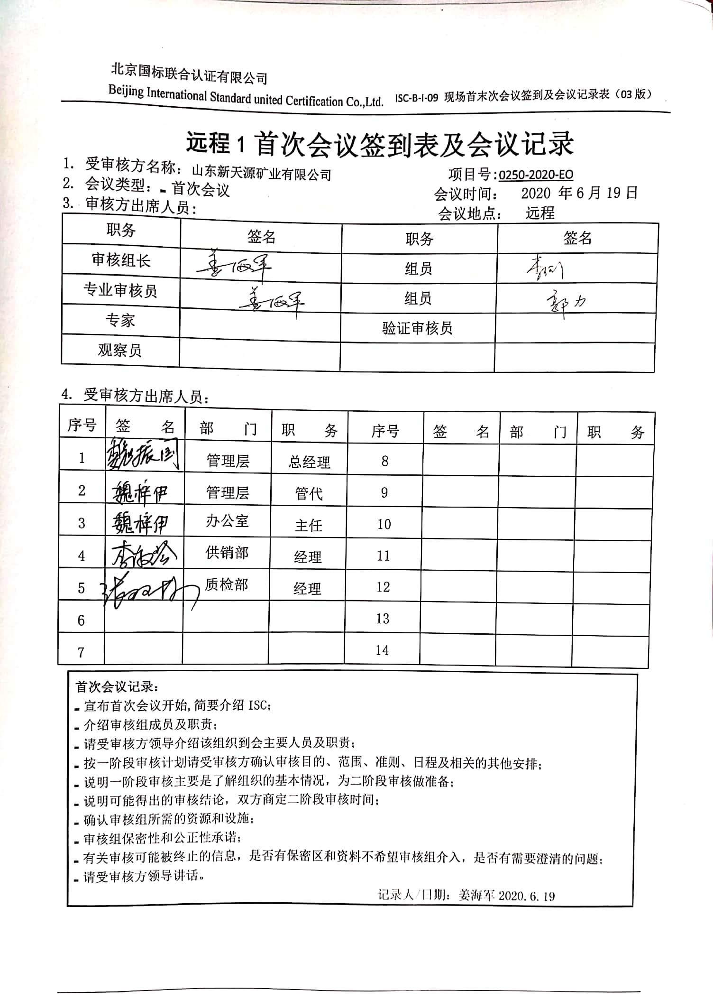 北京国标联合认证有限公司
Beijing International Standard united Certification Co.,Ltd. ISC-B-I-09 现场首末次会议签到及会议记录表（03 版）
远程 1 首次会议签到表及会议记录
1. 受审核方名称：山东新天源矿业有限公司 项目号:0250-2020-EO
2. 会议类型：- 首次会议 会议时间： 2020 年 6 月 19 日
3. 审核方出席人员： 会议地点： 远程
职务 签名 职务 签名
审核组长 姜海军 组员
专业审核员 姜海军 组员 郭力
专家 验证审核员
观察员
4. 受审核方出席人员：
序号 签 名 部 门 职 务 序号 签 名 部 门 职 务
1 魏振国 管理层 总经理 8
2 魏梓伊 管理层 管代 9
3 魏梓伊 办公室 主任 10
4 供销部 经理 11
5 质检部 经理 12
6 13
7 14
首次会议记录：
- 宣布首次会议开始,简要介绍 ISC；
- 介绍审核组成员及职责；
- 请受审核方领导介绍该组织到会主要人员及职责；
- 按一阶段审核计划请受审核方确认审核目的、范围、准则、日程及相关的其他安排；
- 说明一阶段审核主要是了解组织的基本情况，为二阶段审核做准备；
- 说明可能得出的审核结论，双方商定二阶段审核时间；
- 确认审核组所需的资源和设施；
- 审核组保密性和公正性承诺；
- 有关审核可能被终止的信息，是否有保密区和资料不希望审核组介入，是否有需要澄清的问题；
- 请受审核方领导讲话。
记录人/日期：姜海军 2020.6.19